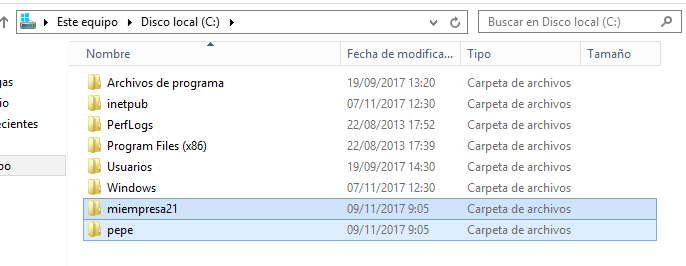 Este equipo ▸ Disco local (C:) ▸
Buscar en Disco local (C:)
Nombre Fecha de modifica... Tipo Tamaño
Archivos de programa 19/09/2017 13:20 Carpeta de archivos
inetpub 07/11/2017 12:30 Carpeta de archivos
PerfLogs 22/08/2013 17:52 Carpeta de archivos
Program Files (x86) 22/08/2013 17:39 Carpeta de archivos
Usuarios 19/09/2017 14:30 Carpeta de archivos
Windows 07/11/2017 12:30 Carpeta de archivos
miempresa21 09/11/2017 9:05 Carpeta de archivos
pepe 09/11/2017 9:05 Carpeta de archivos
gas
io
ecientes
po